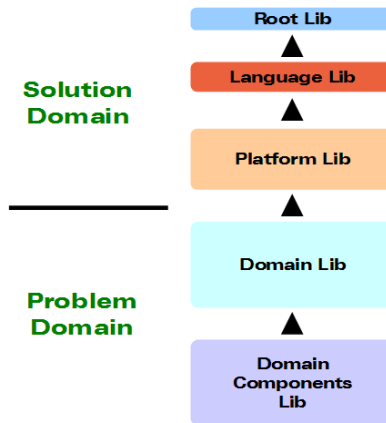 Root Lib
Language Lib
Solution
Domain
Platform Lib
Domain Lib
Problem
Domain
Domain
Components
Lib